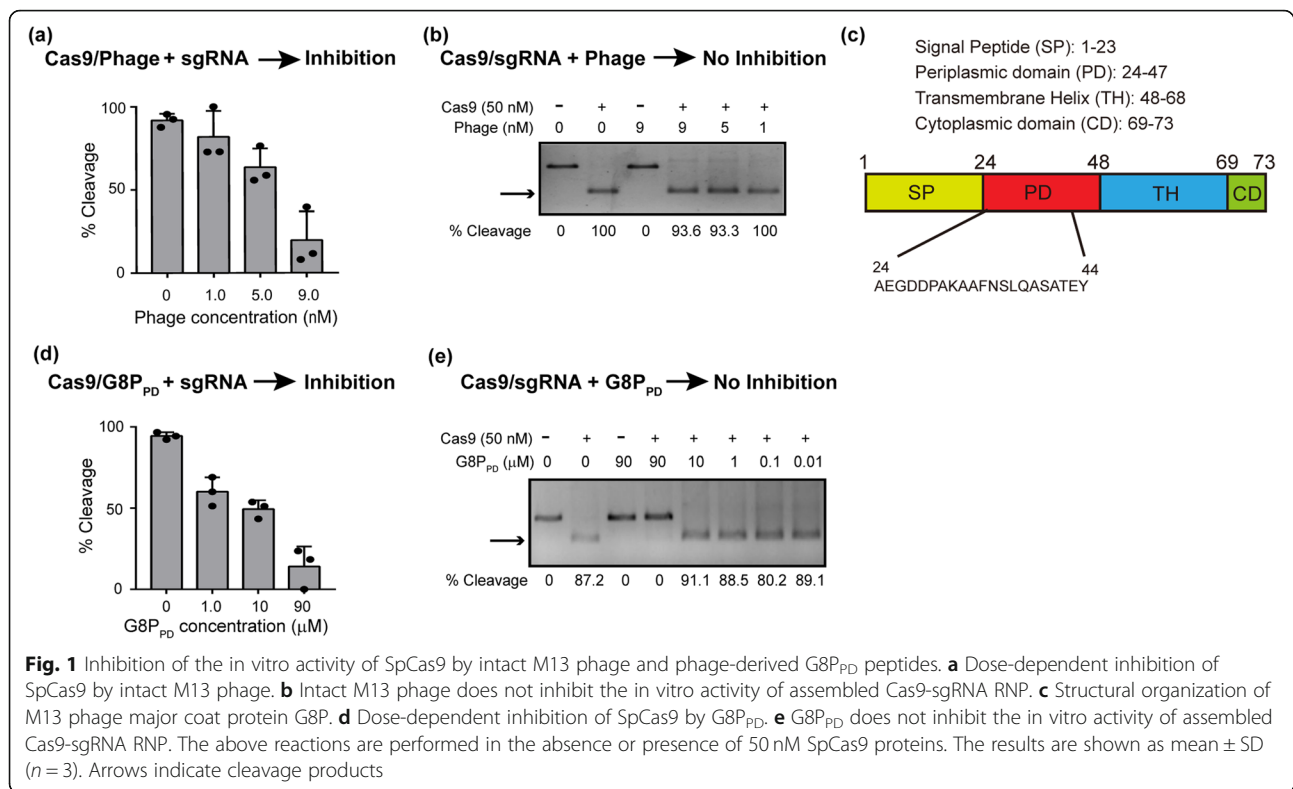 (a)
Cas9/Phage + sgRNA → Inhibition
% Cleavage
100
50
0
0 1.0 5.0 9.0
Phage concentration (nM)
(b)
Cas9/sgRNA + Phage → No Inhibition
Cas9 (50 nM) – + – + + +
Phage (nM) 0 0 9 9 5 1
% Cleavage 0 100 0 93.6 93.3 100
(c)
Signal Peptide (SP): 1-23
Periplasmic domain (PD): 24-47
Transmembrane Helix (TH): 48-68
Cytoplasmic domain (CD): 69-73
1 24 48 69 73
SP PD TH CD
24 44
AEGDDPAKAAFNSLQASATEY
(d)
Cas9/G8PPD + sgRNA → Inhibition
% Cleavage
100
50
0
0 1.0 10 90
G8PPD concentration (μM)
(e)
Cas9/sgRNA + G8PPD → No Inhibition
Cas9 (50 nM) – + – + + + + +
G8PPD (μM) 0 0 90 90 10 1 0.1 0.01
% Cleavage 0 87.2 0 0 91.1 88.5 80.2 89.1
Fig. 1 Inhibition of the in vitro activity of SpCas9 by intact M13 phage and phage-derived G8PPD peptides. a Dose-dependent inhibition of
SpCas9 by intact M13 phage. b Intact M13 phage does not inhibit the in vitro activity of assembled Cas9-sgRNA RNP. c Structural organization of
M13 phage major coat protein G8P. d Dose-dependent inhibition of SpCas9 by G8PPD. e G8PPD does not inhibit the in vitro activity of assembled
Cas9-sgRNA RNP. The above reactions are performed in the absence or presence of 50 nM SpCas9 proteins. The results are shown as mean ± SD
(n = 3). Arrows indicate cleavage products